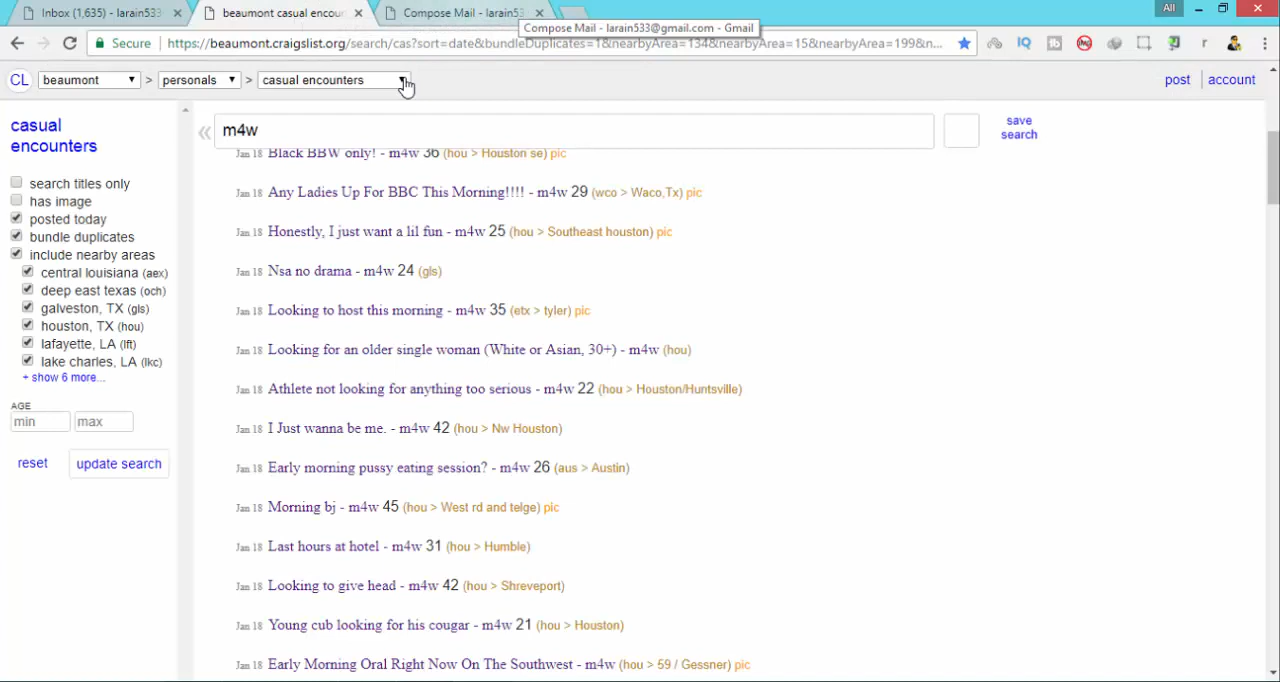 Inbox (1,635) - larain533
beaumont casual encou
Compose Mail - larain533
All
Compose Mail - larain533@gmail.com - Gmail
Secure
https://beaumont.craigslist.org/search/cas?sort=date&bundleDuplicates=1&nearbyArea=134&nearbyArea=15&nearbyArea=199&n...
CL beaumont > personals > casual encounters
post account
casual
encounters
m4w
save
search
search titles only
has image
posted today
bundle duplicates
include nearby areas
central louisiana (aex)
deep east texas (och)
galveston, TX (gls)
houston, TX (hou)
lafayette, LA (lft)
lake charles, LA (lkc)
+ show 6 more...
AGE
min max
reset update search
Jan 18 Black BBW only! - m4w 36 (hou > Houston se) pic
Jan 18 Any Ladies Up For BBC This Morning!!!! - m4w 29 (wco > Waco,Tx) pic
Jan 18 Honestly, I just want a lil fun - m4w 25 (hou > Southeast houston) pic
Jan 18 Nsa no drama - m4w 24 (gls)
Jan 18 Looking to host this morning - m4w 35 (etx > tyler) pic
Jan 18 Looking for an older single woman (White or Asian, 30+) - m4w (hou)
Jan 18 Athlete not looking for anything too serious - m4w 22 (hou > Houston/Huntsville)
Jan 18 I Just wanna be me. - m4w 42 (hou > Nw Houston)
Jan 18 Early morning pussy eating session? - m4w 26 (aus > Austin)
Jan 18 Morning bj - m4w 45 (hou > West rd and telge) pic
Jan 18 Last hours at hotel - m4w 31 (hou > Humble)
Jan 18 Looking to give head - m4w 42 (hou > Shreveport)
Jan 18 Young cub looking for his cougar - m4w 21 (hou > Houston)
Jan 18 Early Morning Oral Right Now On The Southwest - m4w (hou > 59 / Gessner) pic